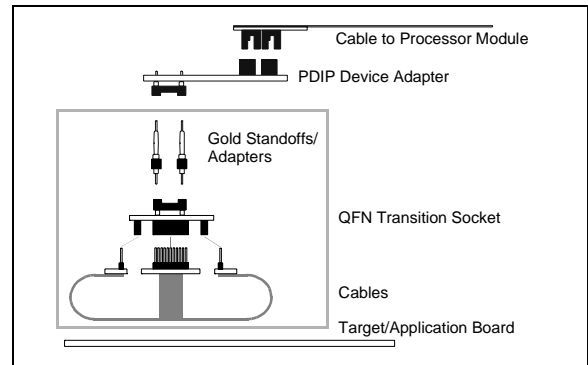 Cable to Processor Module
PDIP Device Adapter
Gold Standoffs/
Adapters
QFN Transition Socket
Cables
Target/Application Board